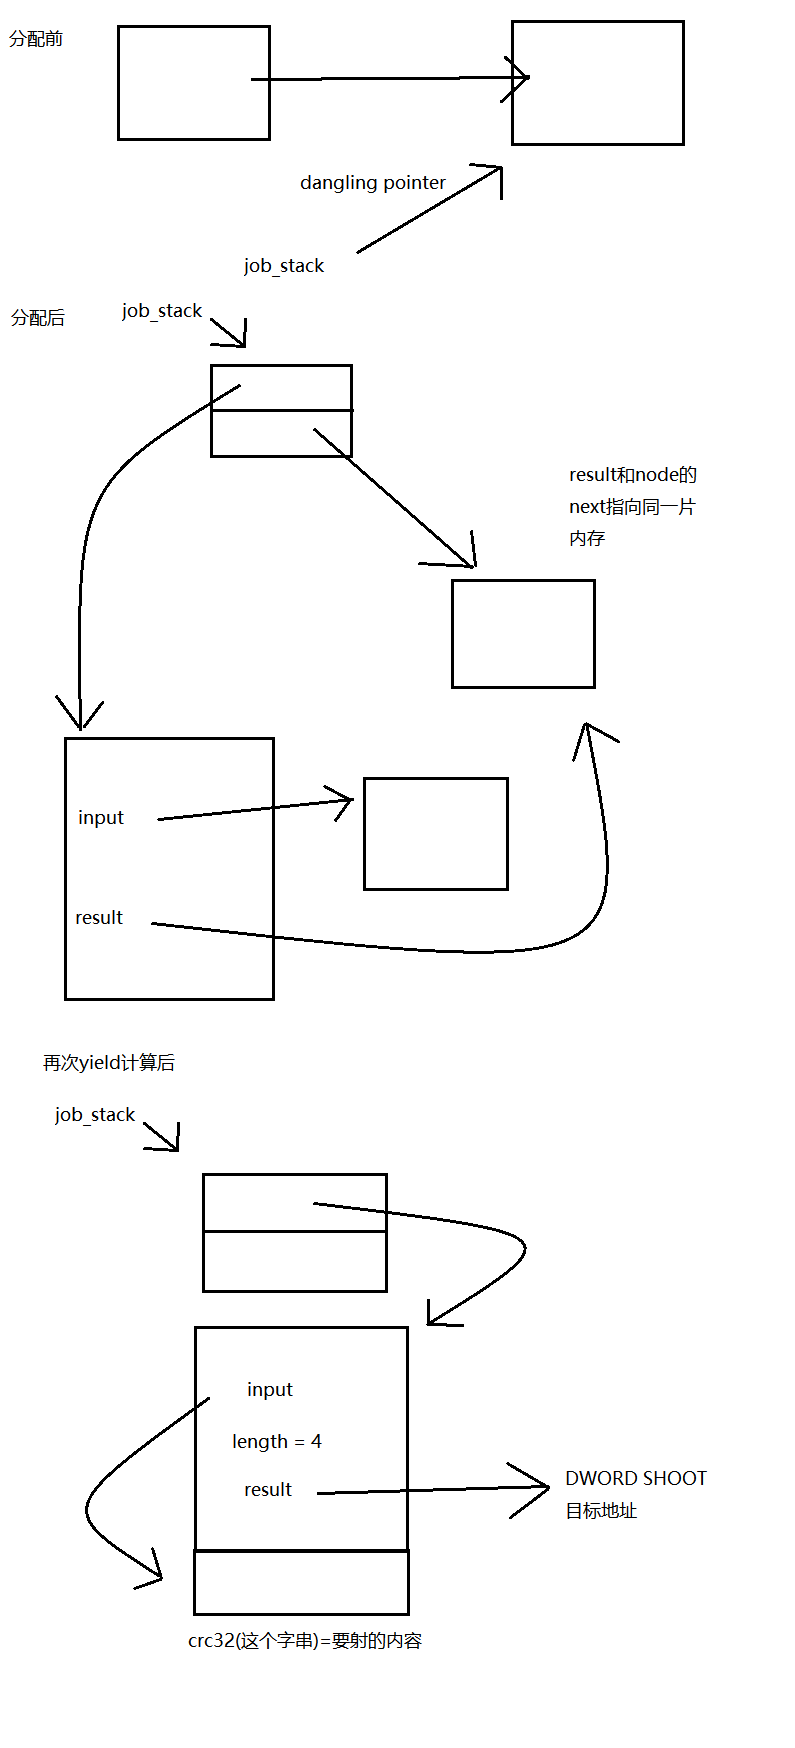 分配前
dangling pointer
job_stack
分配后
job_stack
result和node的
next指向同一片
内存
input
result
再次yield计算后
job_stack
input
length = 4
result
DWORD SHOOT
目标地址
crc32(这个字串)=要射的内容